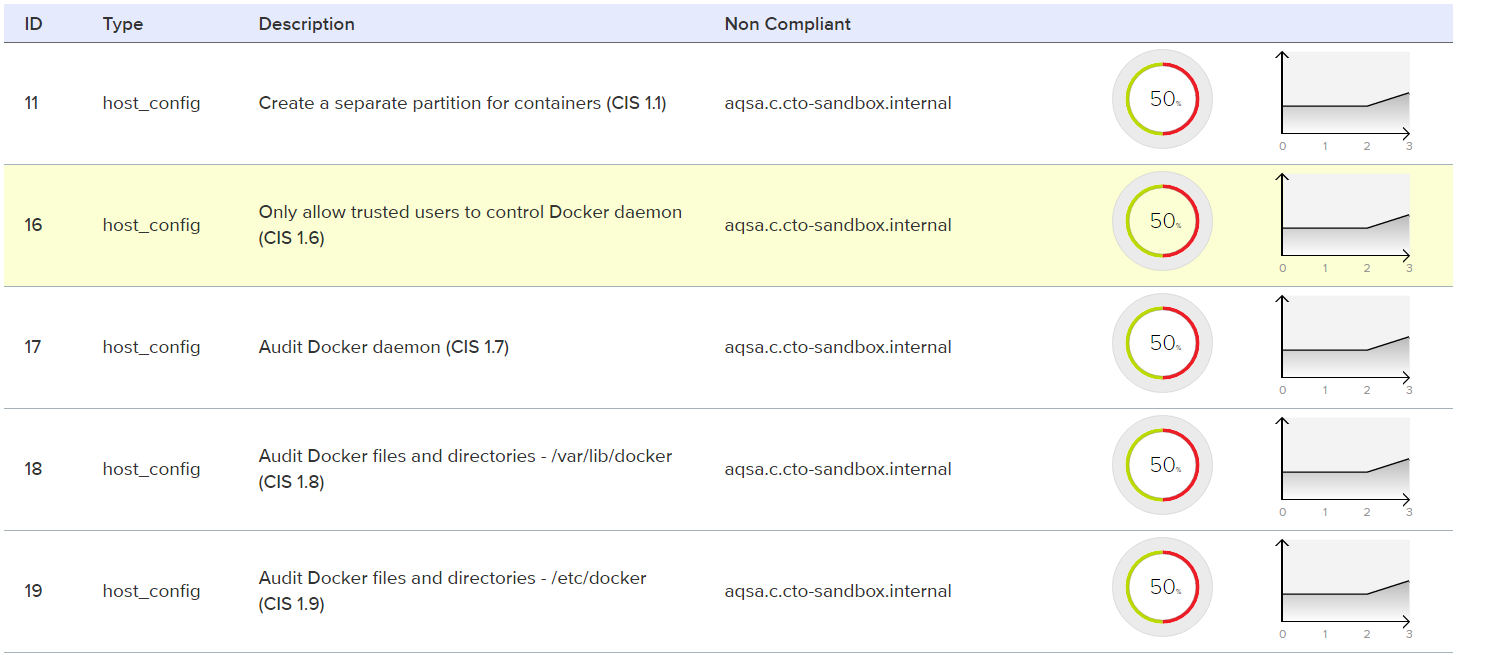 ID Type Description Non Compliant
11 host_config Create a separate partition for containers (CIS 1.1) aqsa.c.cto-sandbox.internal 50%
0 1 2 3
16 host_config Only allow trusted users to control Docker daemon
(CIS 1.6) aqsa.c.cto-sandbox.internal 50%
0 1 2 3
17 host_config Audit Docker daemon (CIS 1.7) aqsa.c.cto-sandbox.internal 50%
0 1 2 3
18 host_config Audit Docker files and directories - /var/lib/docker
(CIS 1.8) aqsa.c.cto-sandbox.internal 50%
0 1 2 3
19 host_config Audit Docker files and directories - /etc/docker
(CIS 1.9) aqsa.c.cto-sandbox.internal 50%
0 1 2 3